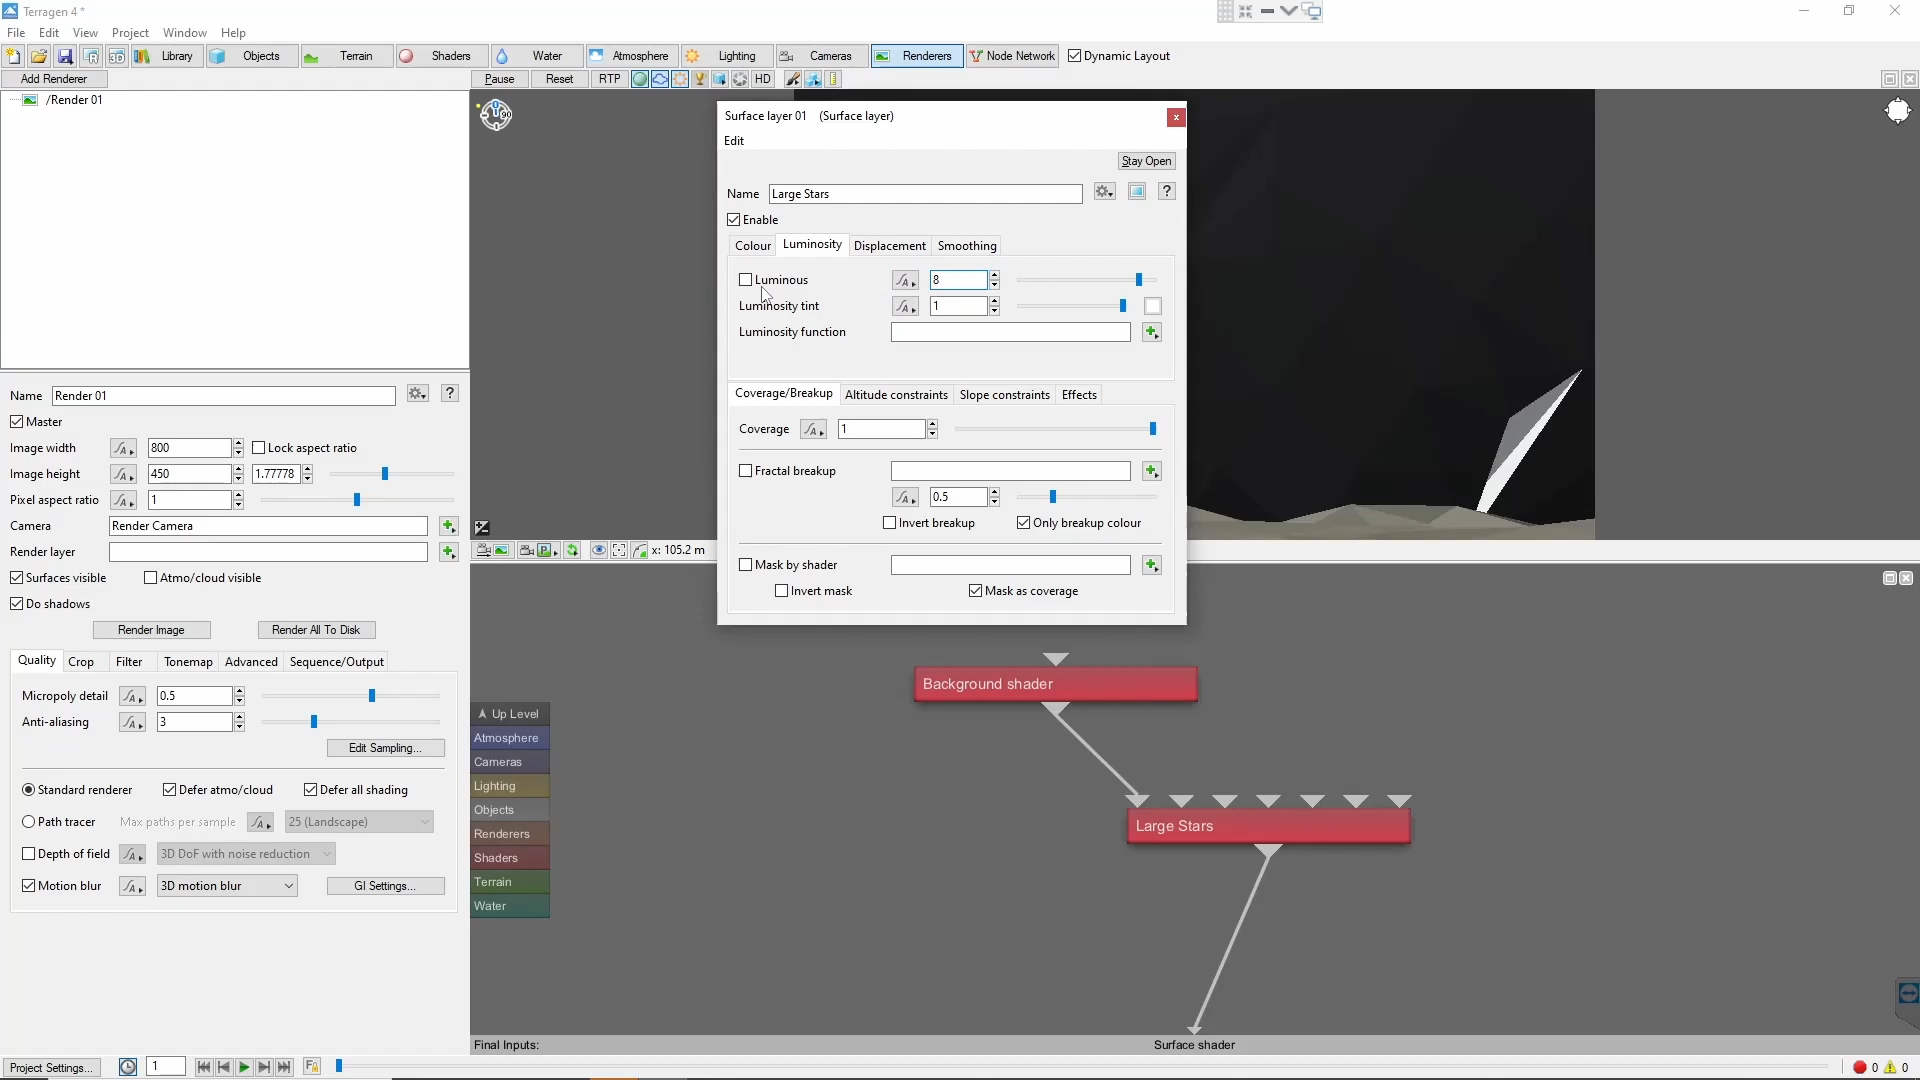 Terragen 4 *
File Edit View Project Window Help
Library Objects Terrain Shaders Water Atmosphere Lighting Cameras Renderers Node Network Dynamic Layout
Add Renderer Pause Reset RTP HD
/Render 01
Surface layer 01 (Surface layer)
Edit
Stay Open
Name Large Stars ?
Enable
Colour Luminosity Displacement Smoothing
Luminous 8
Luminosity tint 1
Luminosity function
Coverage/Breakup Altitude constraints Slope constraints Effects
Coverage 1
Fractal breakup
0.5
Invert breakup Only breakup colour
Mask by shader
Invert mask Mask as coverage
Name Render 01 ?
Master
Image width 800 Lock aspect ratio
Image height 450 1.77778
Pixel aspect ratio 1
Camera Render Camera
Render layer
Surfaces visible Atmo/cloud visible
Do shadows
Render Image Render All To Disk
Quality Crop Filter Tonemap Advanced Sequence/Output
Micropoly detail 0.5
Anti-aliasing 3
Edit Sampling...
Standard renderer Defer atmo/cloud Defer all shading
Path tracer Max paths per sample 25 (Landscape)
Depth of field 3D DoF with noise reduction
Motion blur 3D motion blur GI Settings...
x: 105.2 m
Up Level
Atmosphere
Cameras
Lighting
Objects
Renderers
Shaders
Terrain
Water
Background shader
Large Stars
Final Inputs: Surface shader
Project Settings... 1 0 0